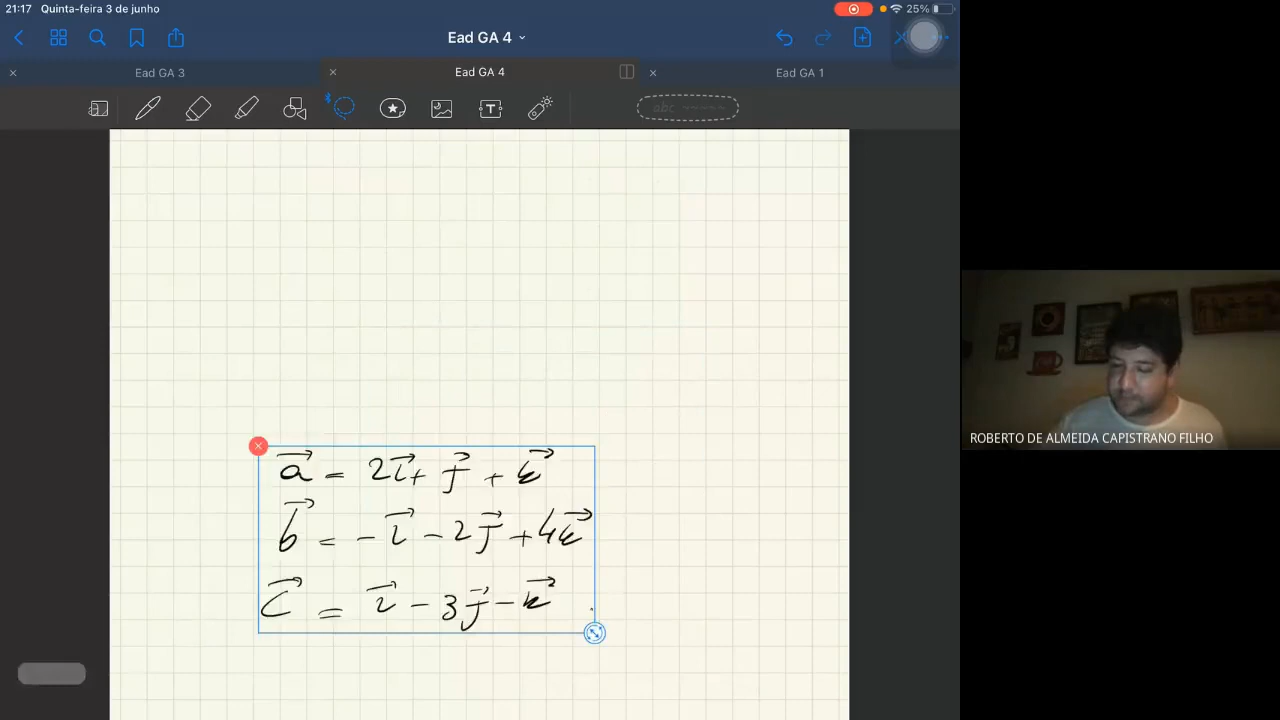 21:17 Quinta-feira 3 de junho 25%
Ead GA 4
Ead GA 3 Ead GA 4 Ead GA 1
abc
a⃗ = 2i⃗ + j⃗ + k⃗
b⃗ = -i⃗ - 2j⃗ + 4k⃗
c⃗ = i⃗ - 3j⃗ - k⃗
ROBERTO DE ALMEIDA CAPISTRANO FILHO